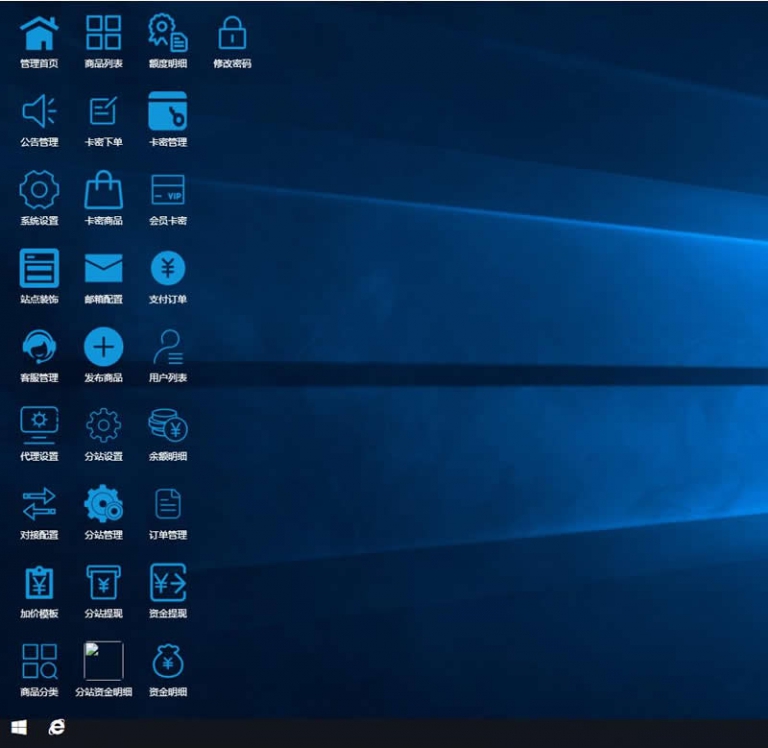 管理首页 商品列表 额度明细 修改密码
公告管理 卡密下单 卡密管理
VIP
系统设置 卡密商品 会员卡密
站点装饰 邮箱配置 支付订单
客服管理 发布商品 用户列表
代理设置 分站设置 余额明细
对接配置 分站管理 订单管理
加价模板 分站提现 资金提现
商品分类 分站资金明细 资金明细